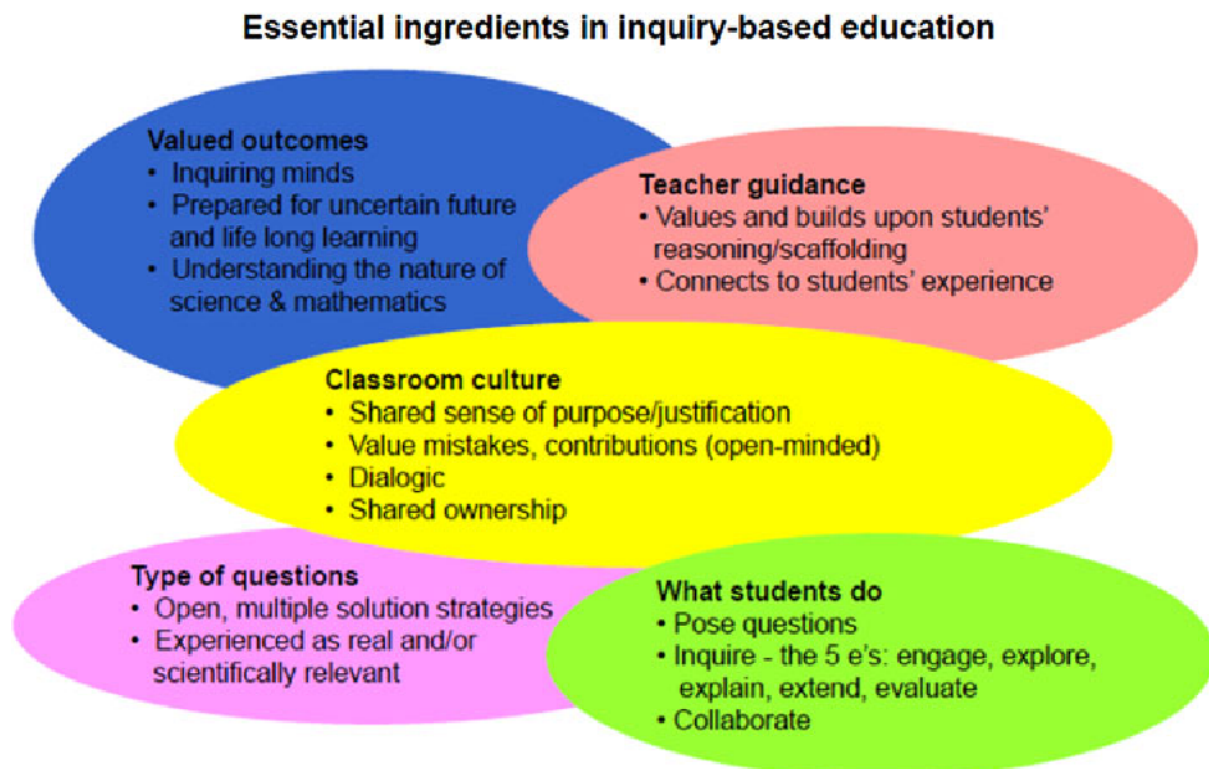 Essential ingredients in inquiry-based education
Valued outcomes
• Inquiring minds
• Prepared for uncertain future
and life long learning
• Understanding the nature of
science & mathematics
Teacher guidance
• Values and builds upon students’
reasoning/scaffolding
• Connects to students’ experience
Classroom culture
• Shared sense of purpose/justification
• Value mistakes, contributions (open-minded)
• Dialogic
• Shared ownership
Type of questions
• Open, multiple solution strategies
• Experienced as real and/or
scientifically relevant
What students do
• Pose questions
• Inquire - the 5 e’s: engage, explore,
explain, extend, evaluate
• Collaborate